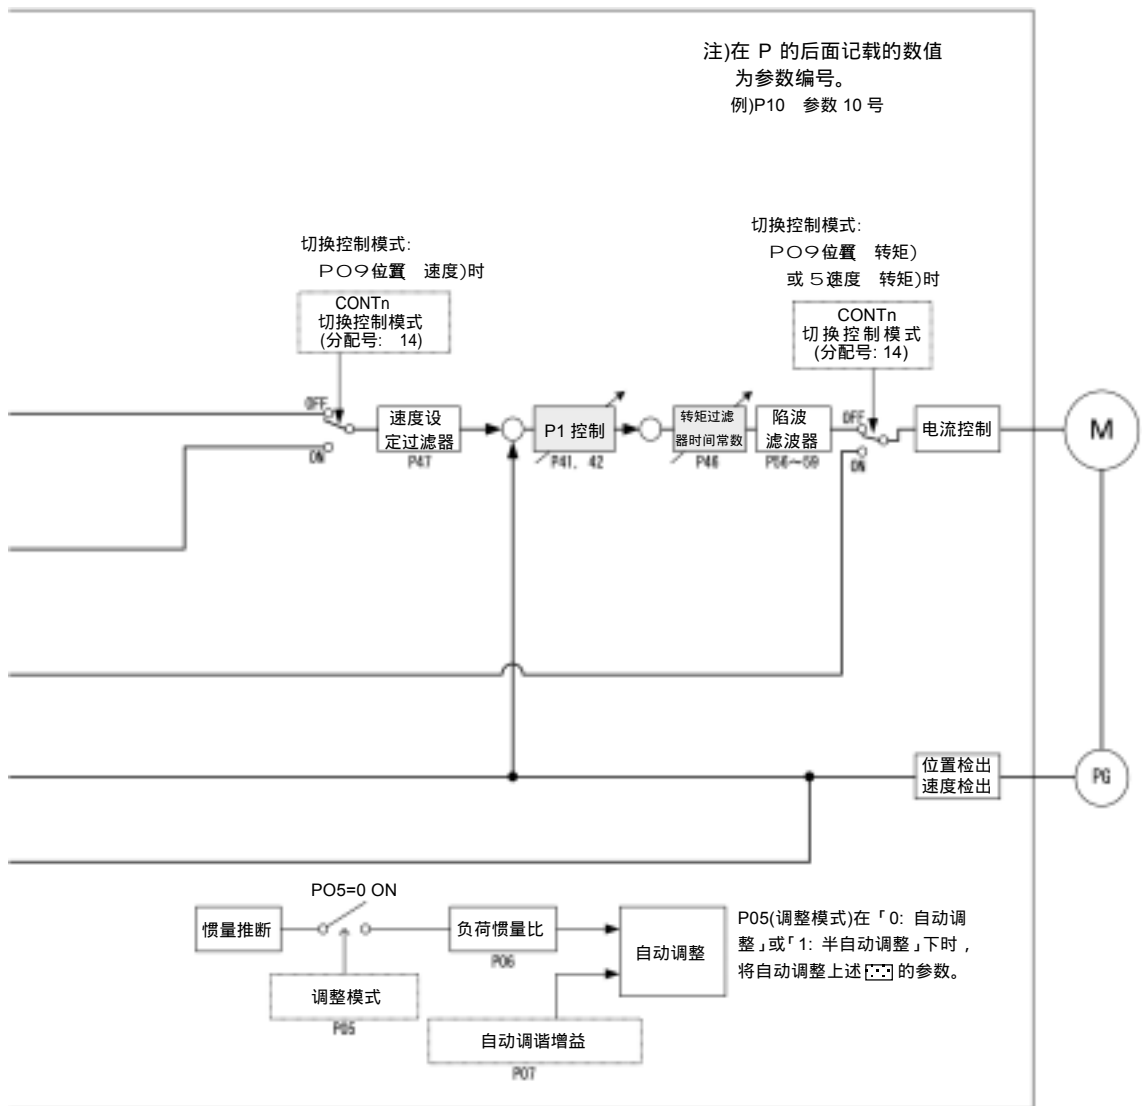 注)在 P 的后面记载的数值
为参数编号。
例)P10 参数 10 号
切换控制模式:
PO9位置 速度)时
CONTn
切换控制模式
(分配号: 14)
切换控制模式:
PO9位置 转矩)
或 5速度 转矩)时
CONTn
切换控制模式
(分配号: 14)
OFF
ON
速度设
定过滤器
P47
P1 控制
P41, 42
转矩过滤
器时间常数
P46
陷波
滤波器
P56~59
OFF
ON
电流控制
M
位置检出
速度检出
PG
PO5=0 ON
惯量推断
调整模式
P05
负荷惯量比
P06
自动调谐增益
P07
自动调整
P05(调整模式)在「0: 自动调
整」或「1: 半自动调整」下时，
将自动调整上述 的参数。